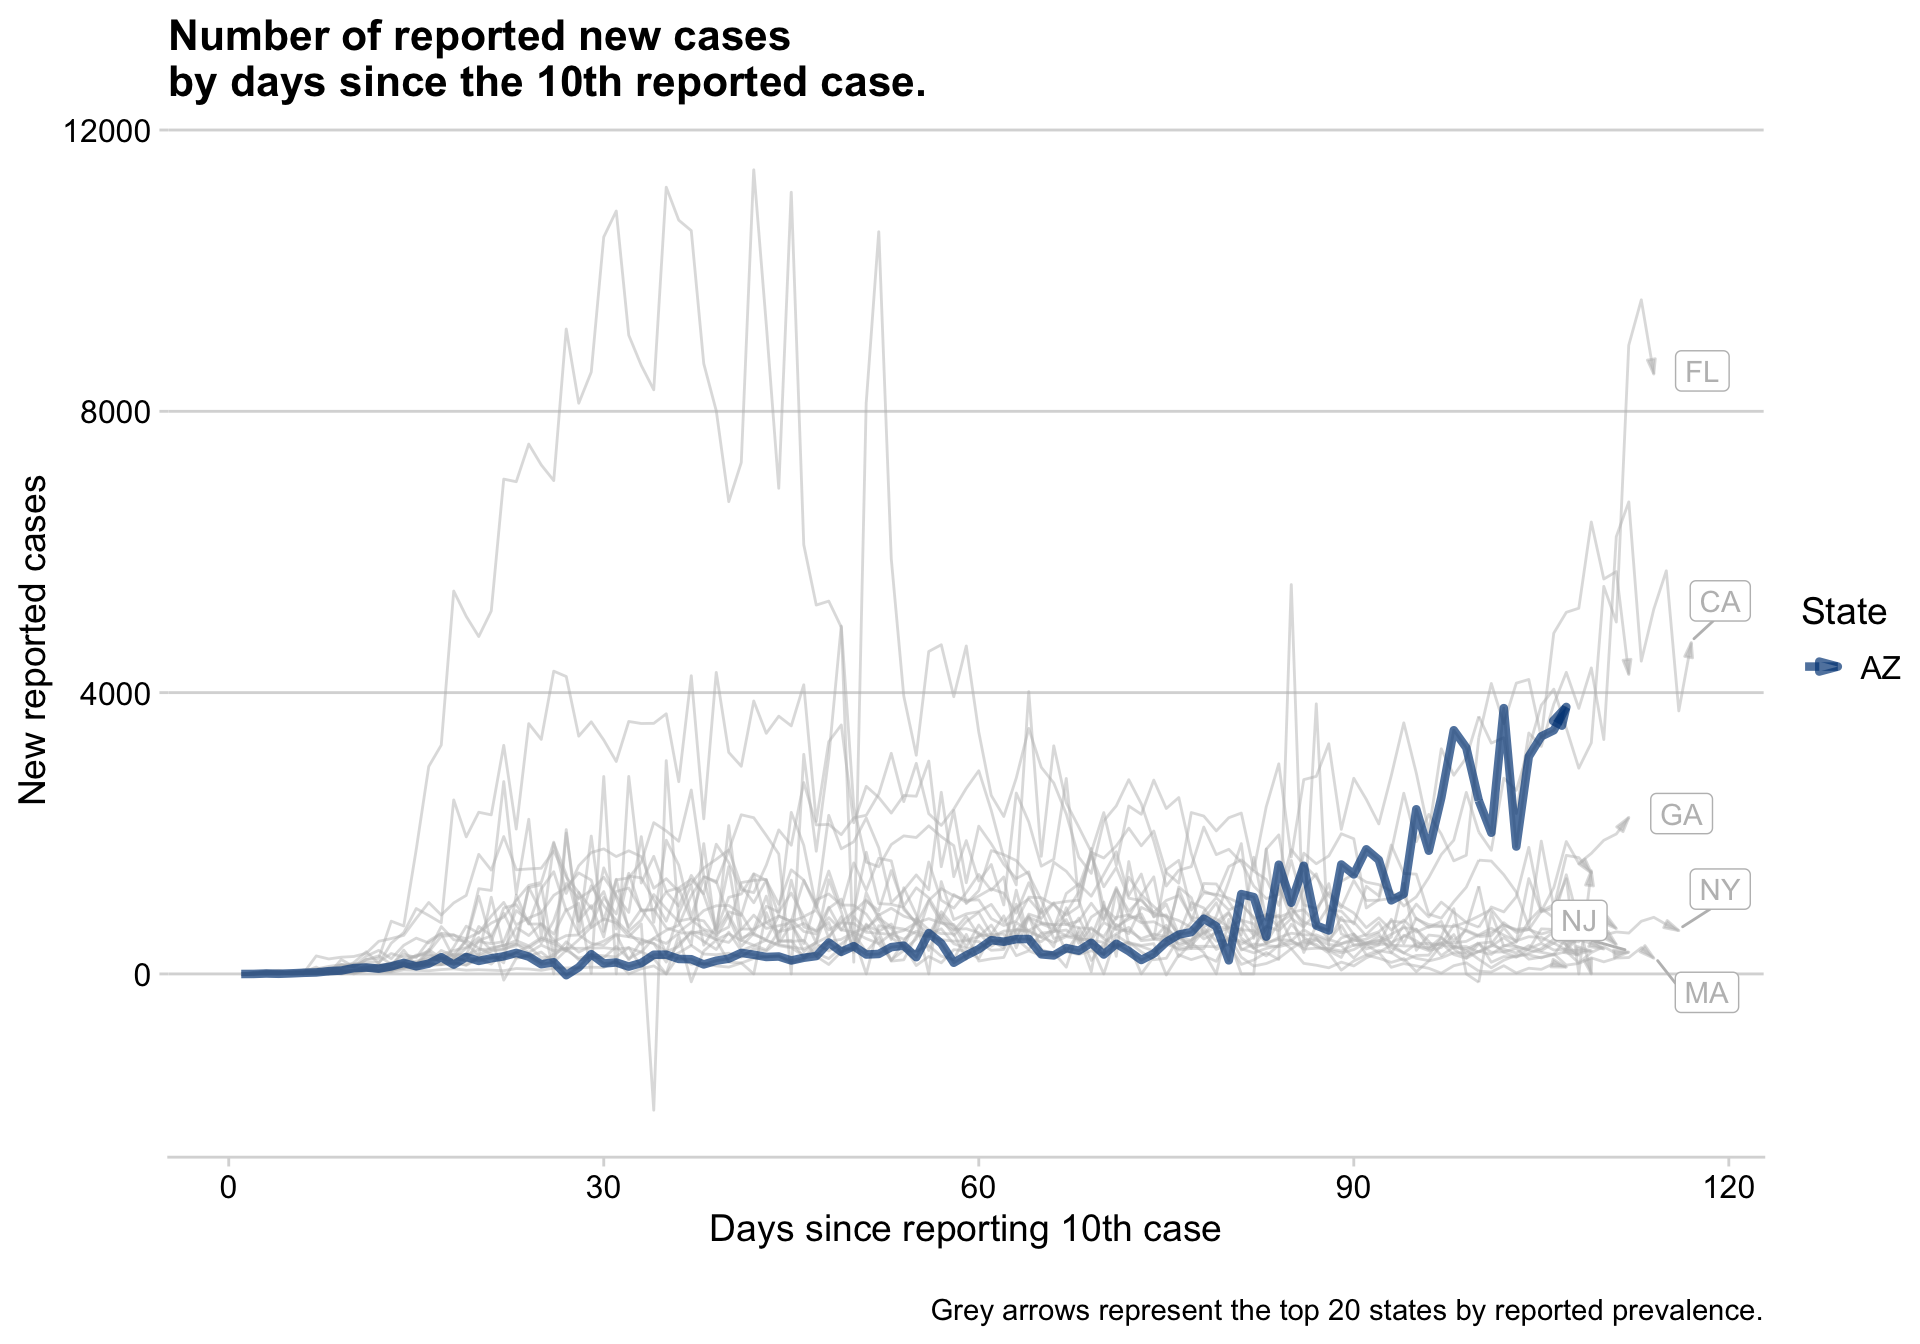 Number of reported new cases
by days since the 10th reported case.
12000
8000
4000
0
New reported cases
FL
CA
GA
NY
NJ
MA
State
AZ
0 30 60 90 120
Days since reporting 10th case
Grey arrows represent the top 20 states by reported prevalence.